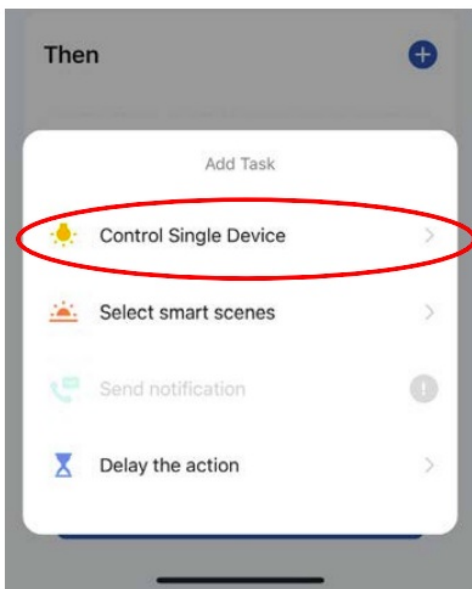 Then
Add Task
Control Single Device
Select smart scenes
Send notification
Delay the action